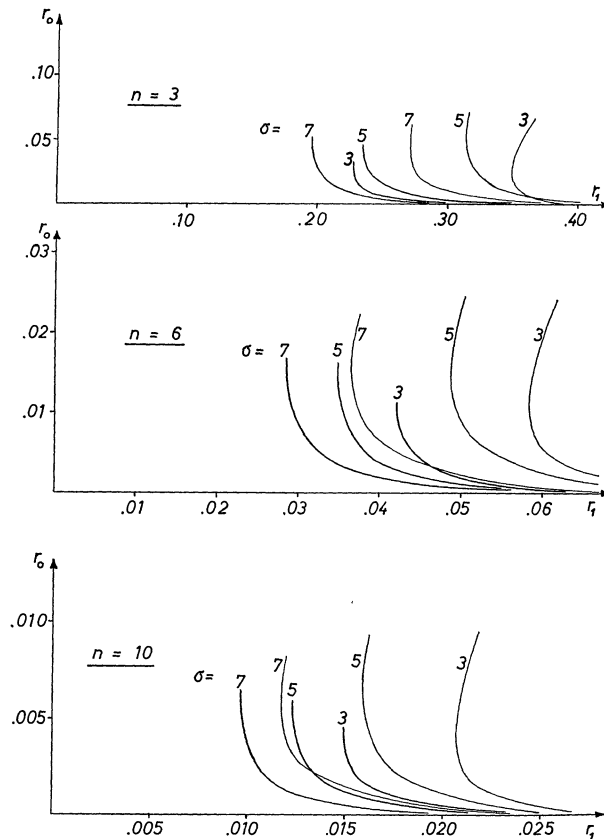 r₀
.10
n = 3
σ= 7 3 5 7 5 3
.05
r₁
.10 .20 .30 .40
r₀
.03
.02
n = 6
σ= 7 5 7 3 5 3
.01
.01 .02 .03 .04 .05 .06 r₁
r₀
.010
n = 10
σ= 7 7 5 3 5 3
.005
.005 .010 .015 .020 .025 r₁